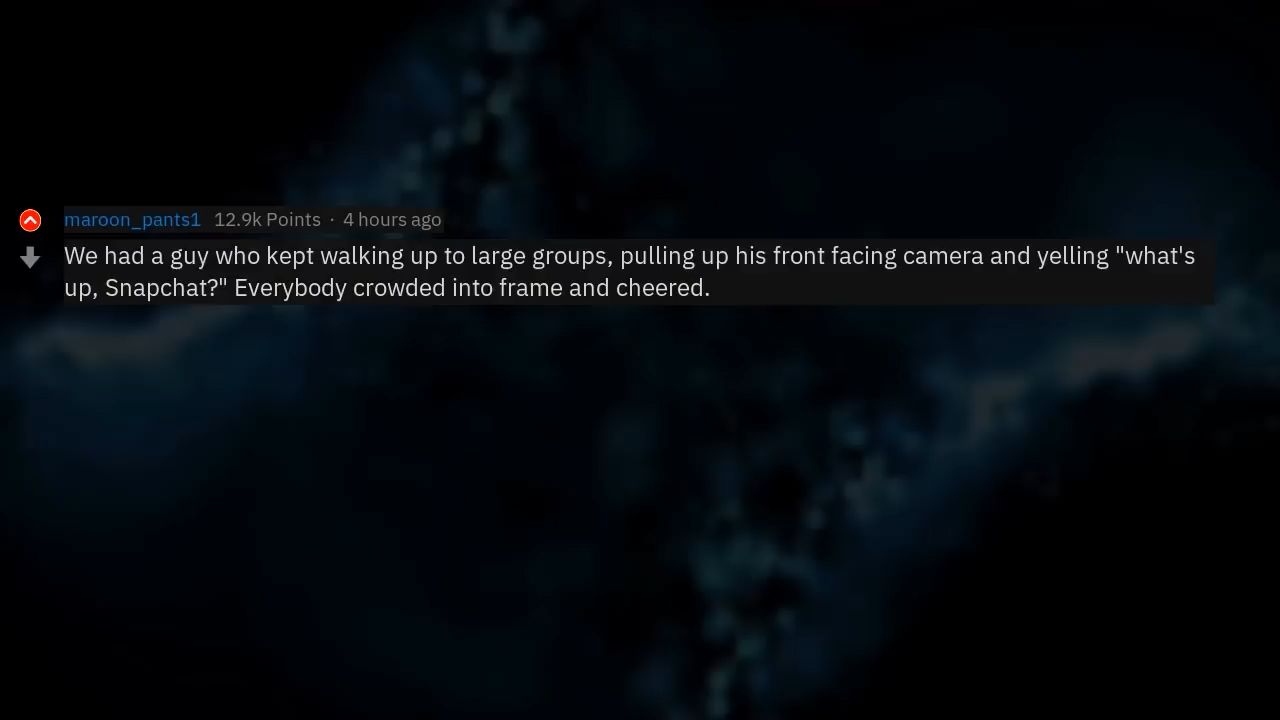 maroon_pants1 12.9k Points · 4 hours ago
We had a guy who kept walking up to large groups, pulling up his front facing camera and yelling "what's
up, Snapchat?" Everybody crowded into frame and cheered.